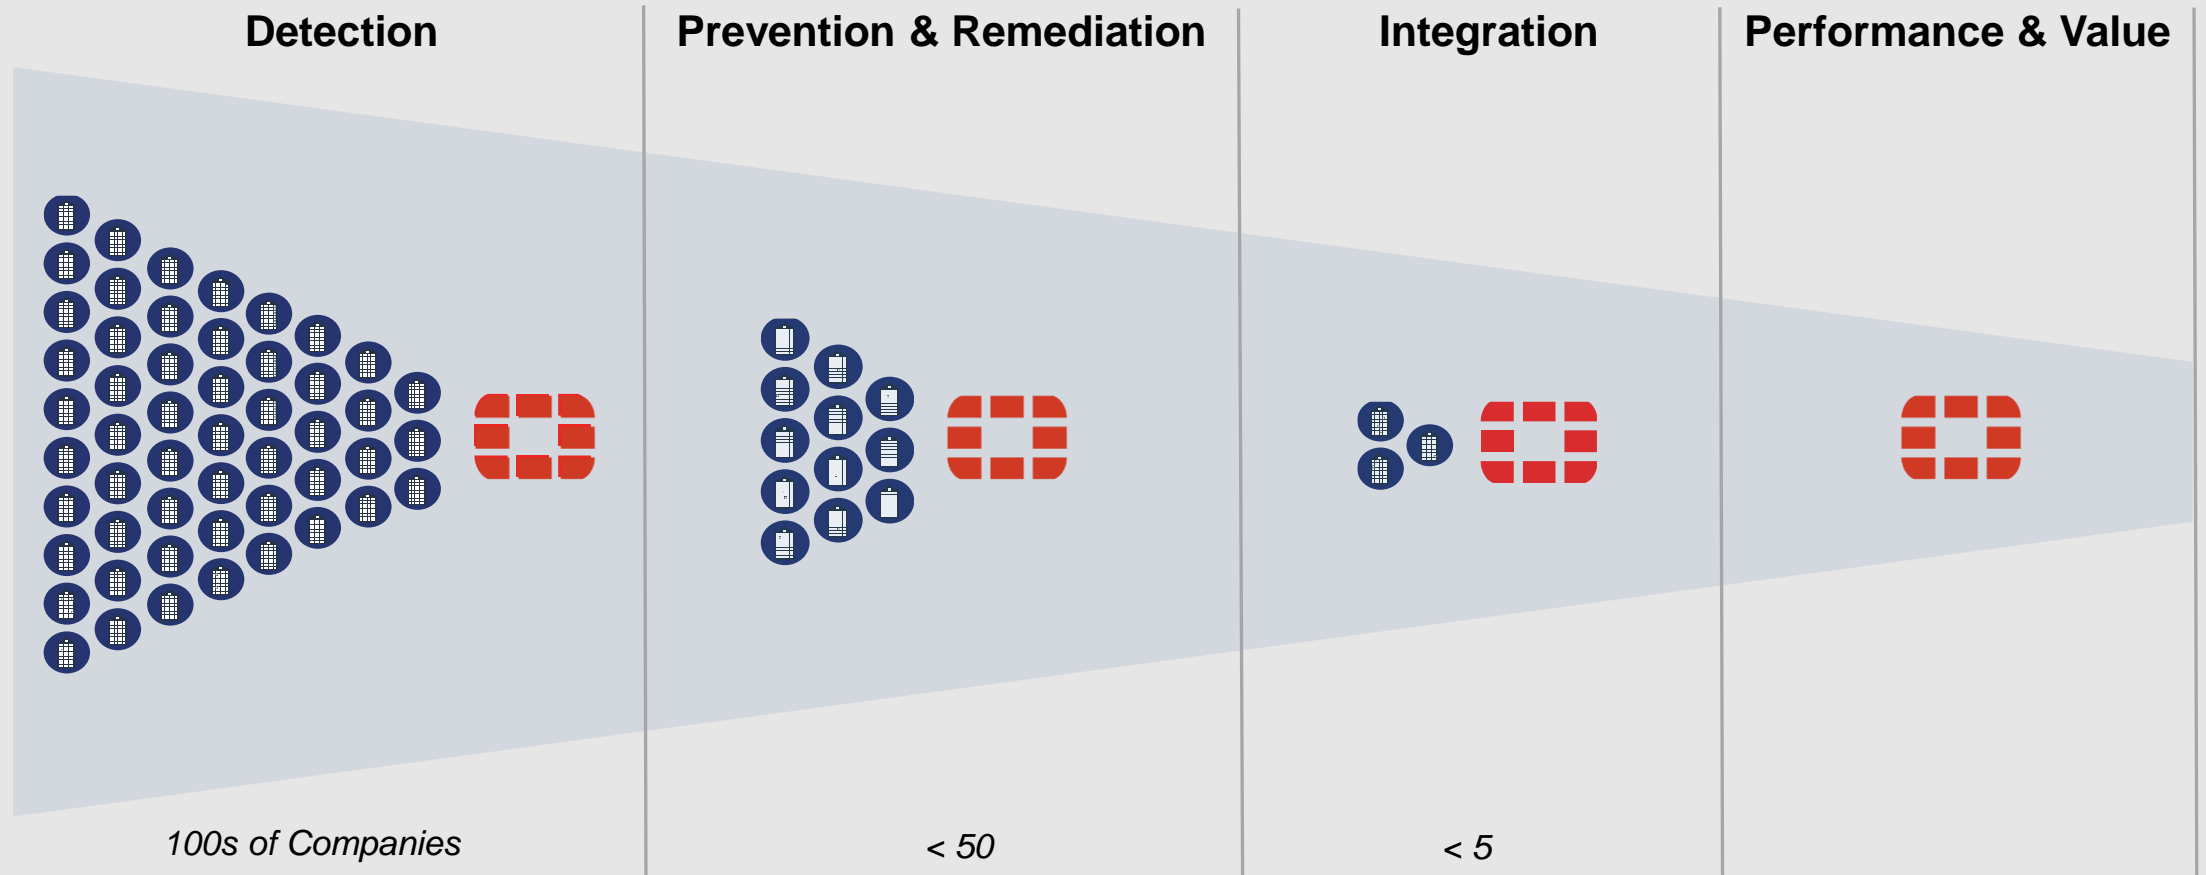 Detection
Prevention & Remediation
Integration
Performance & Value
100s of Companies
< 50
< 5